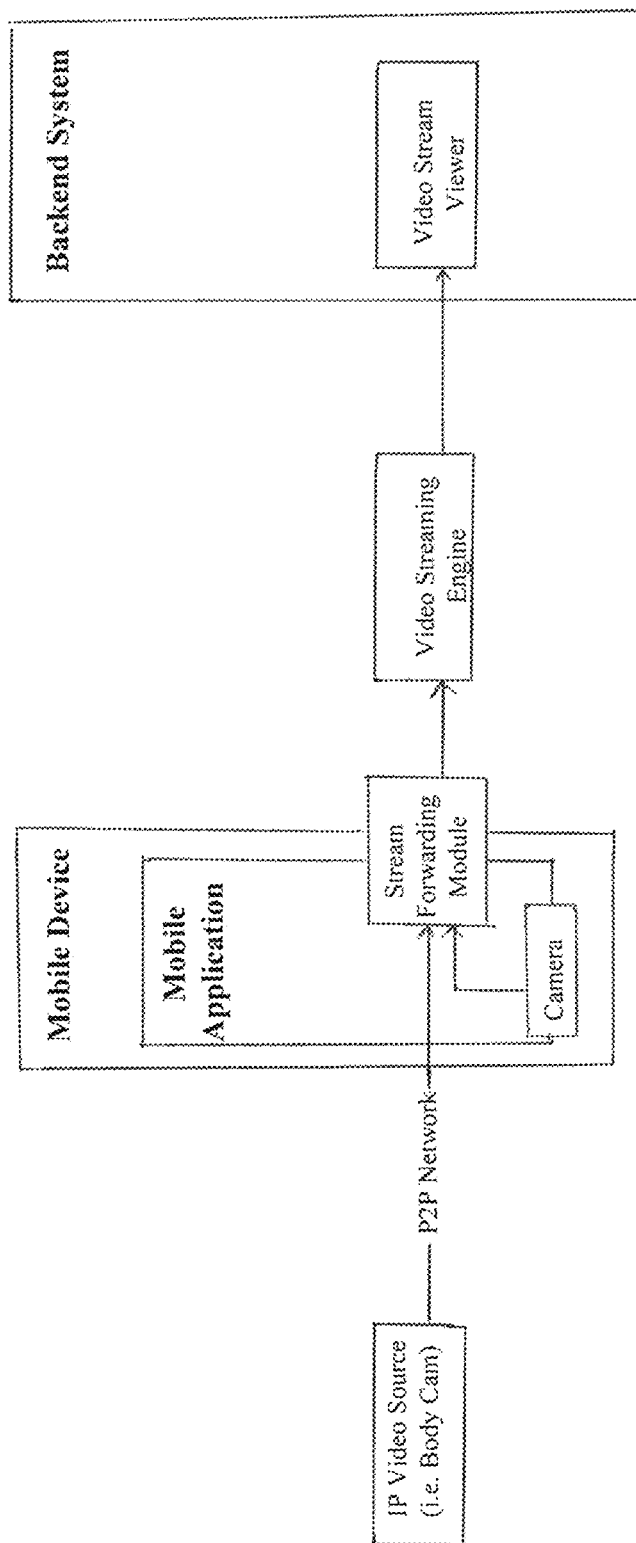 IP Video Source
(i.e. Body Cam)
P2P Network
Mobile Device
Mobile
Application
Stream
Forwarding
Module
Camera
Video Streaming
Engine
Backend System
Video Stream
Viewer